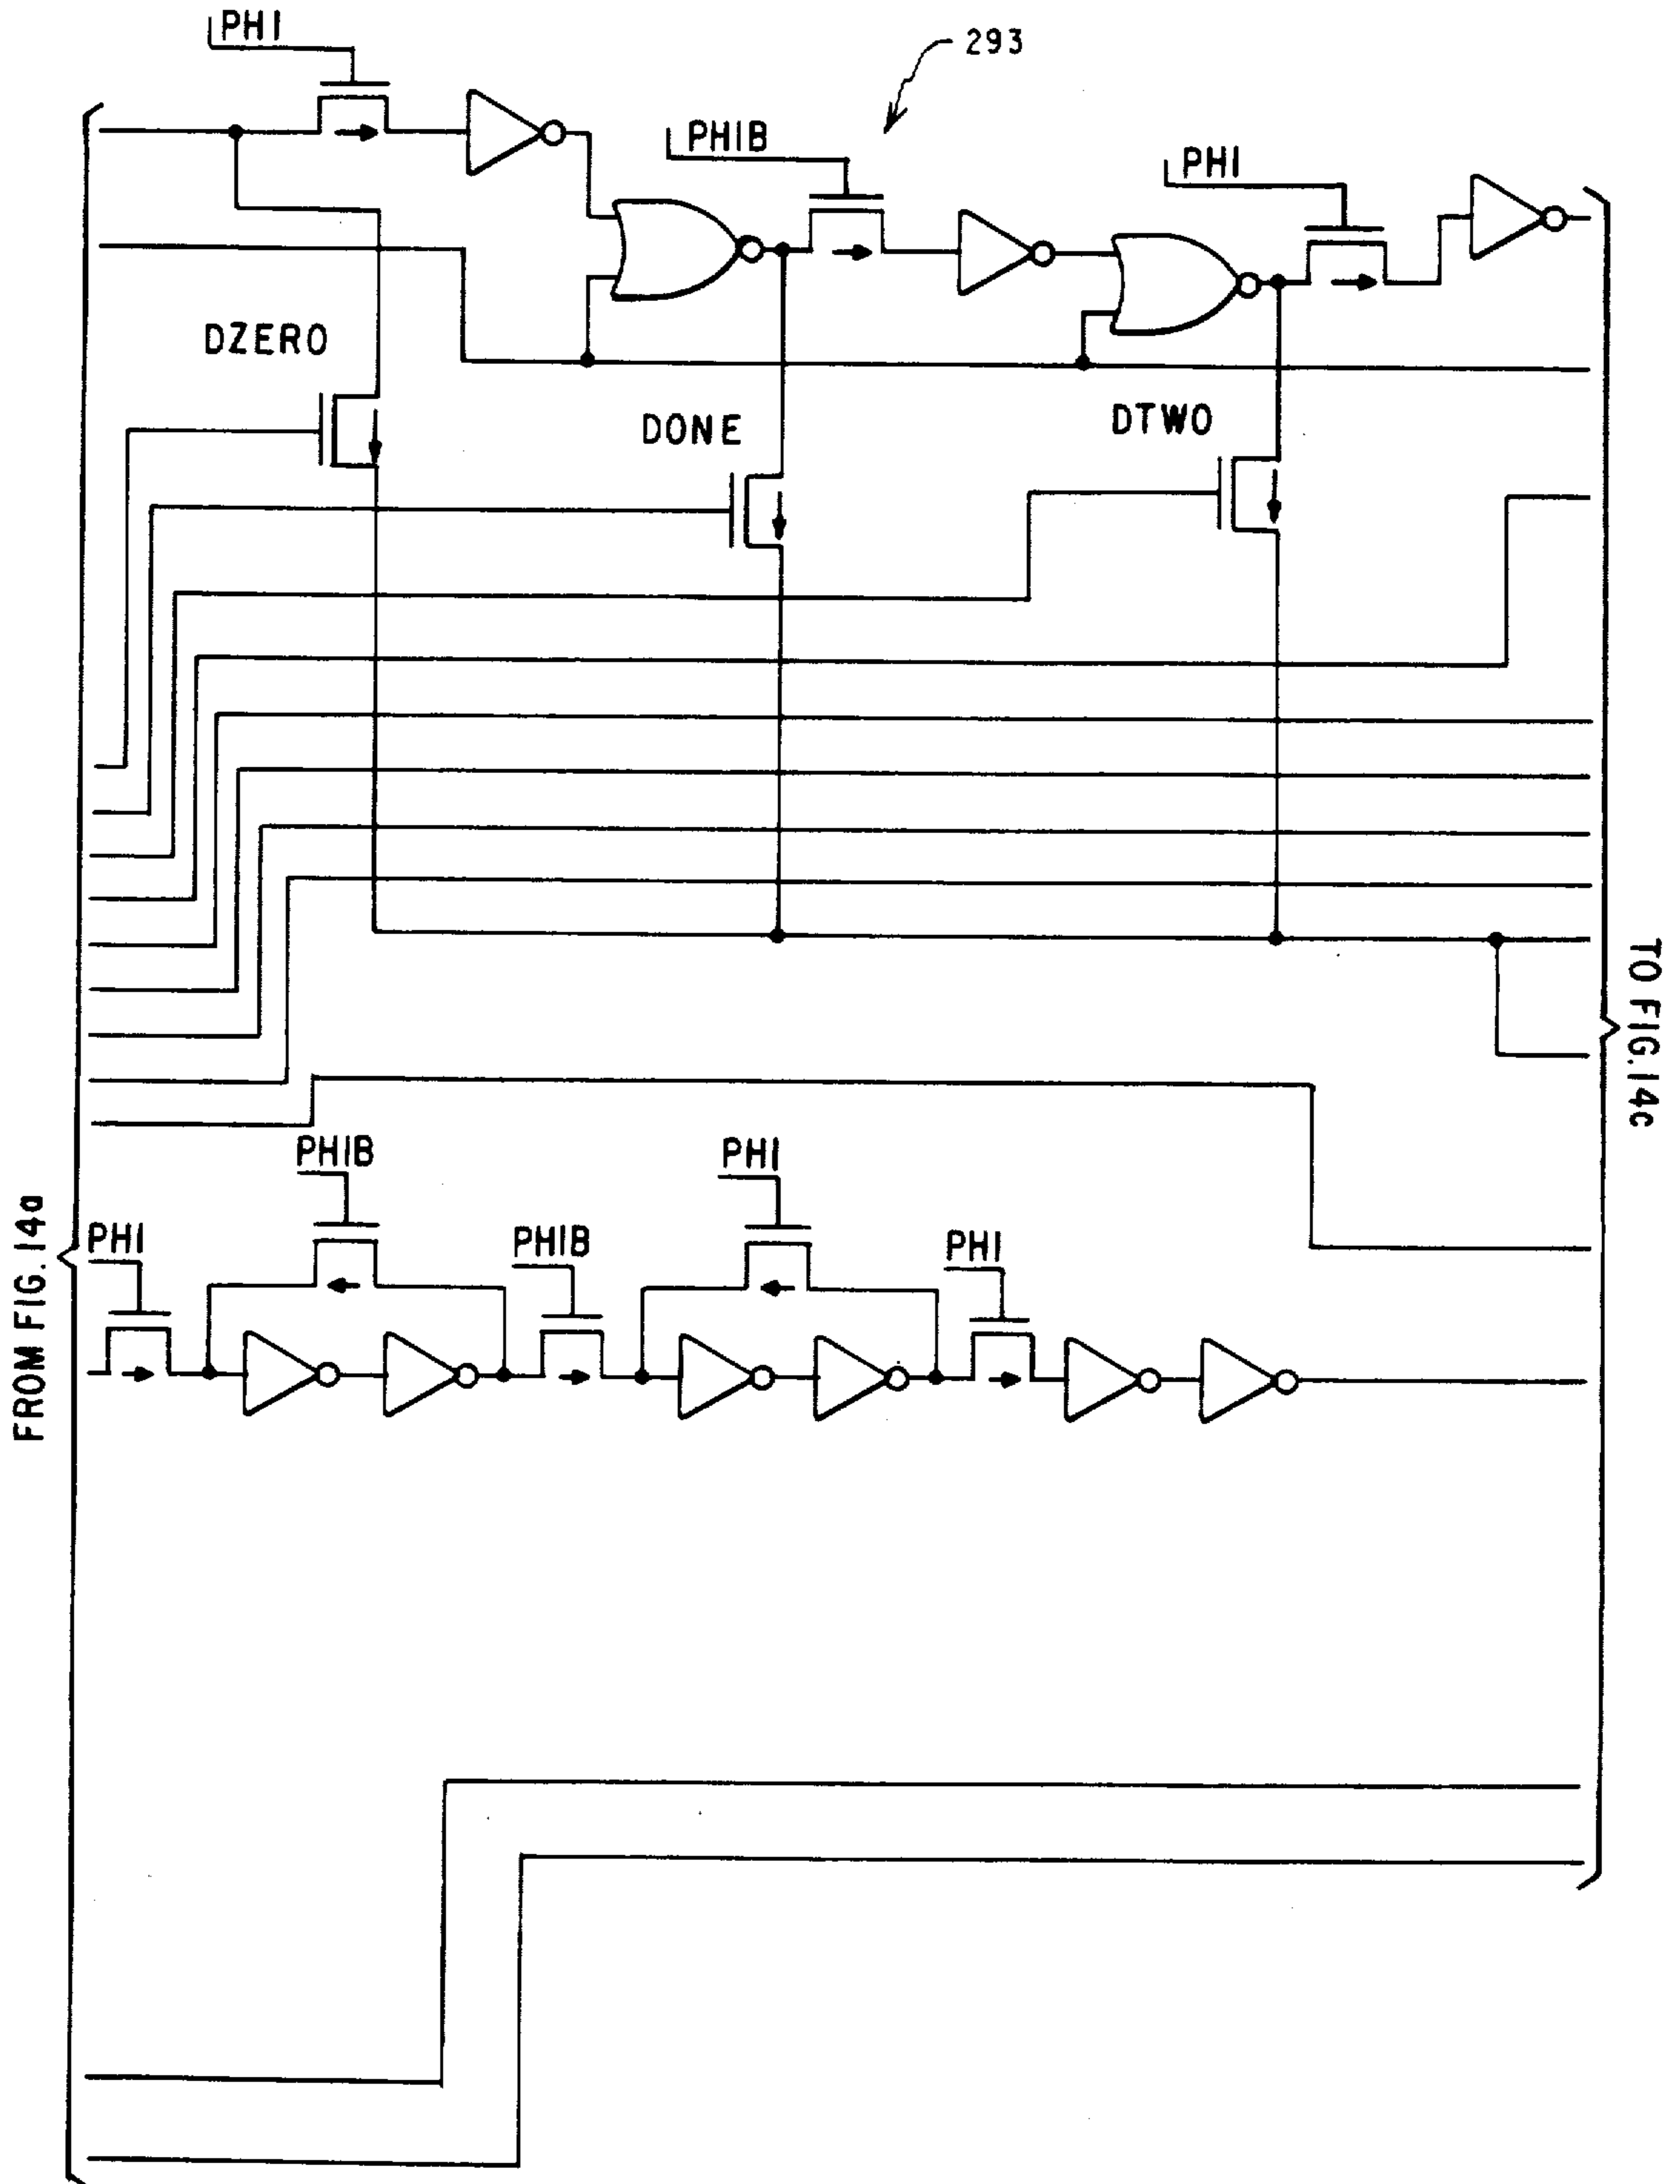 PHI
293
PHIB
PHI
DZERO
DONE
DTWO
TO FIG.14c
PHIB
PHI
FROM FIG.14a
PHI
PHIB
PHI